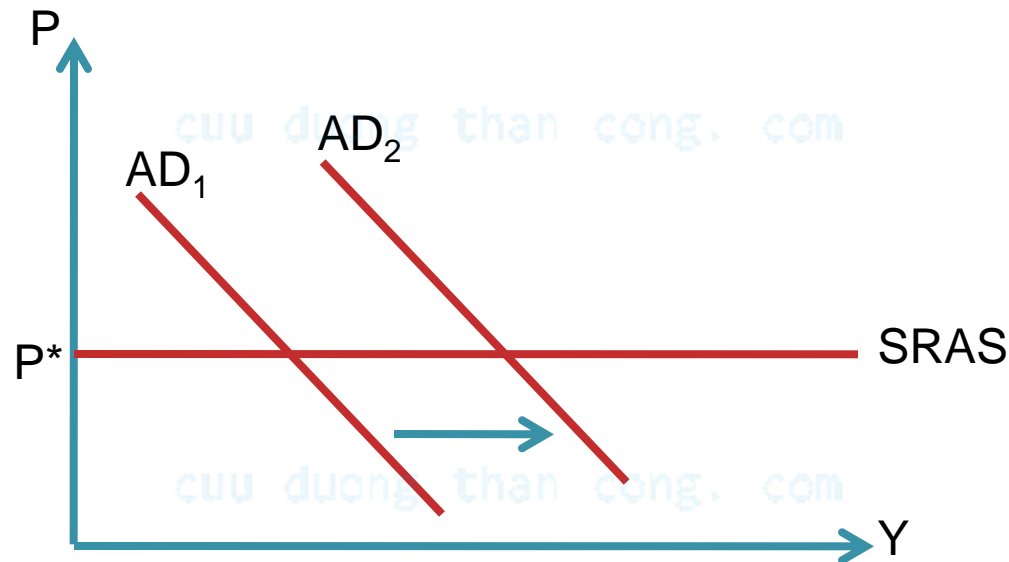 P
cuu duong than cong. com
AD2
AD1
SRAS
P*
cuu duong than cong. com
Y